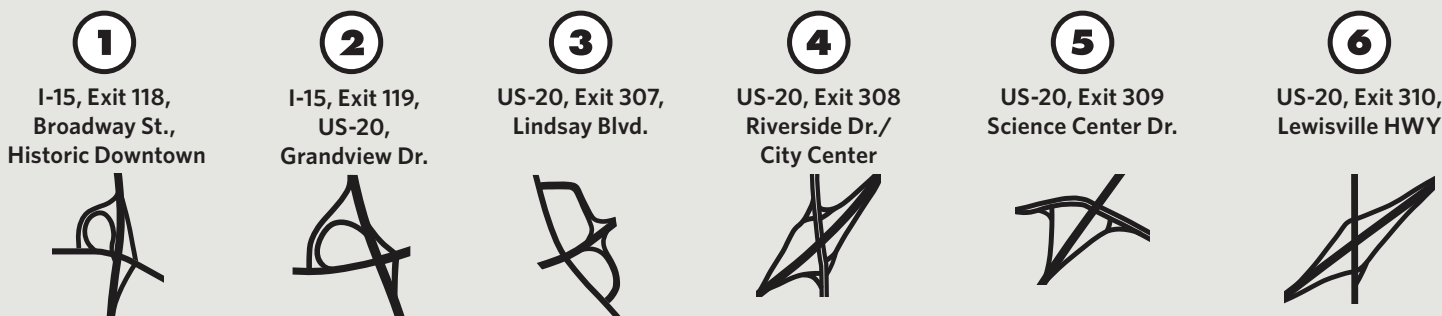 1
I-15, Exit 118,
Broadway St.,
Historic Downtown
2
I-15, Exit 119,
US-20,
Grandview Dr.
3
US-20, Exit 307,
Lindsay Blvd.
4
US-20, Exit 308
Riverside Dr./
City Center
5
US-20, Exit 309
Science Center Dr.
6
US-20, Exit 310,
Lewisville HWY